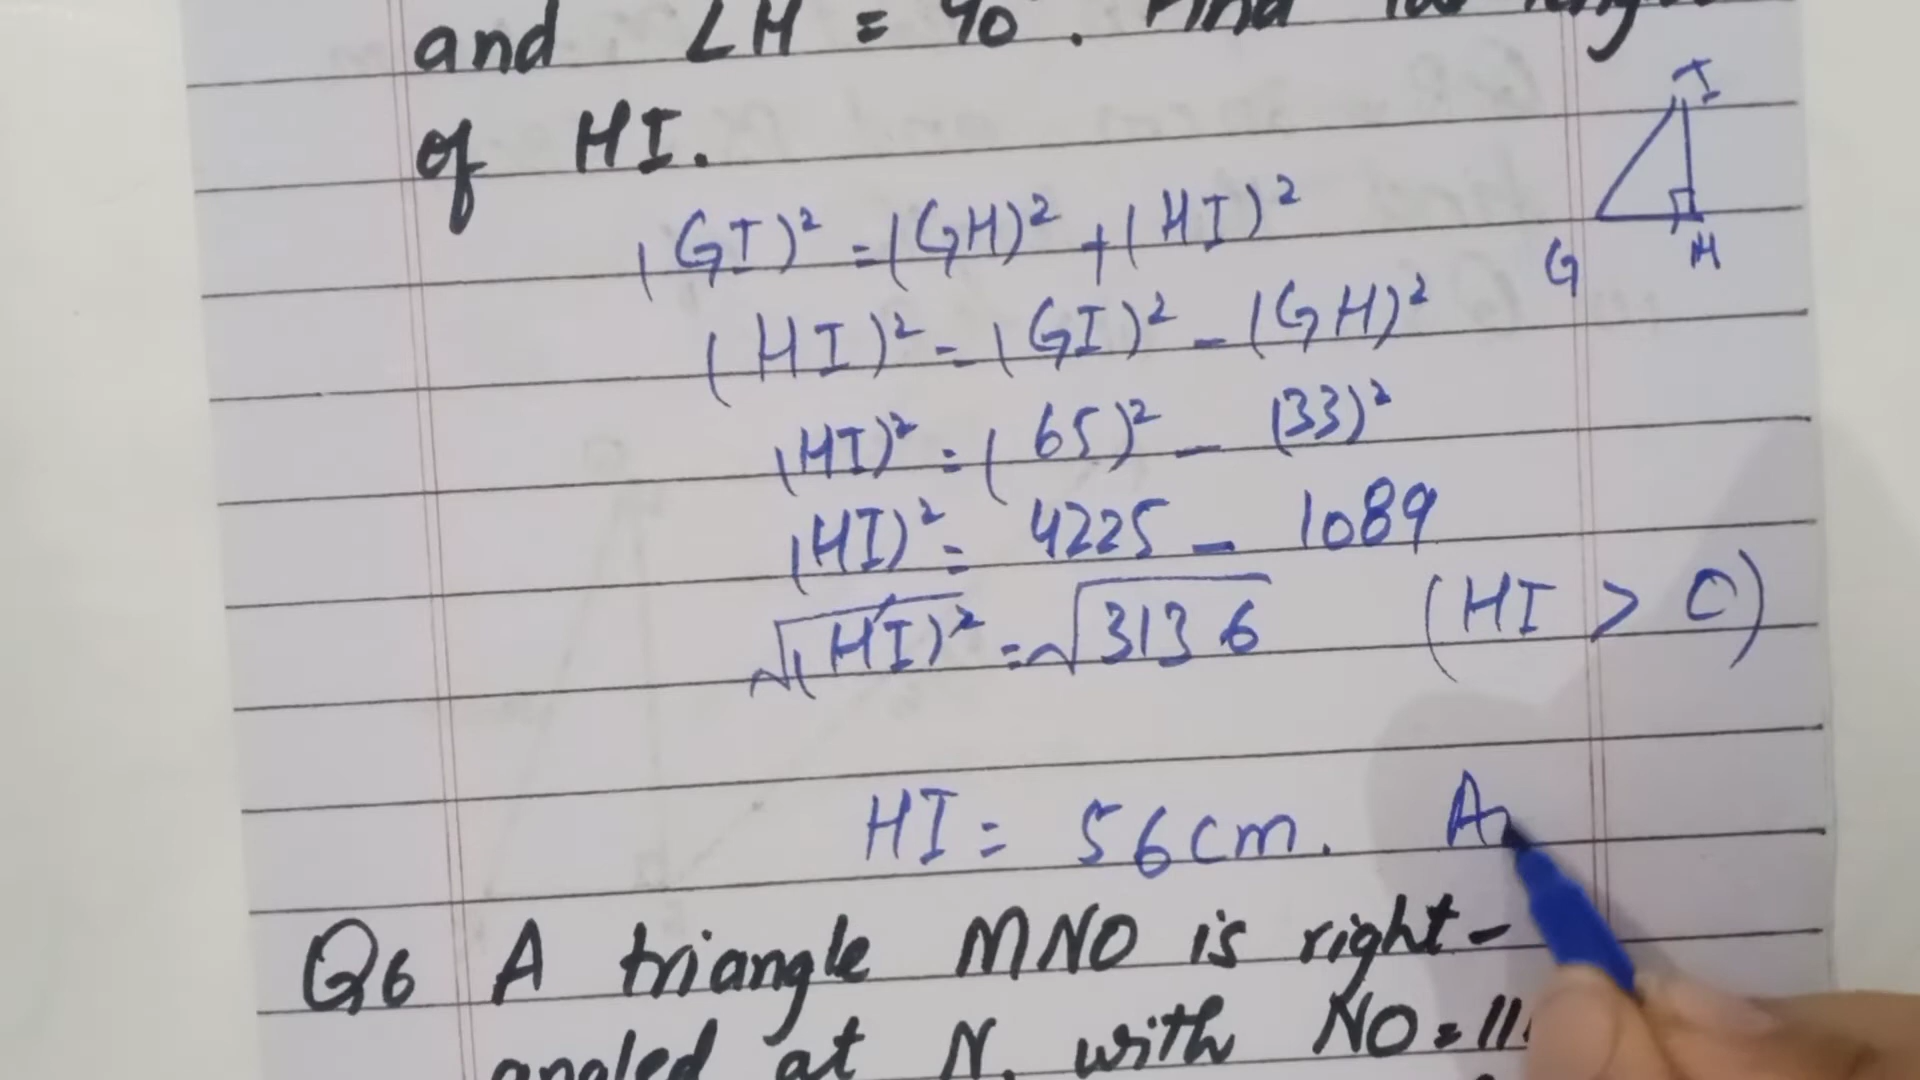 and ∠H = 90°. Find the length
of HI.
I
G H
(GI)² = (GH)² + (HI)²
(HI)² = (GI)² - (GH)²
(HI)² = (65)² - (33)²
(HI)² = 4225 - 1089
√(HI)² = √3136 (HI > 0)
HI = 56cm. An
Q6 A triangle MNO is right-
angled at N, with NO = 11